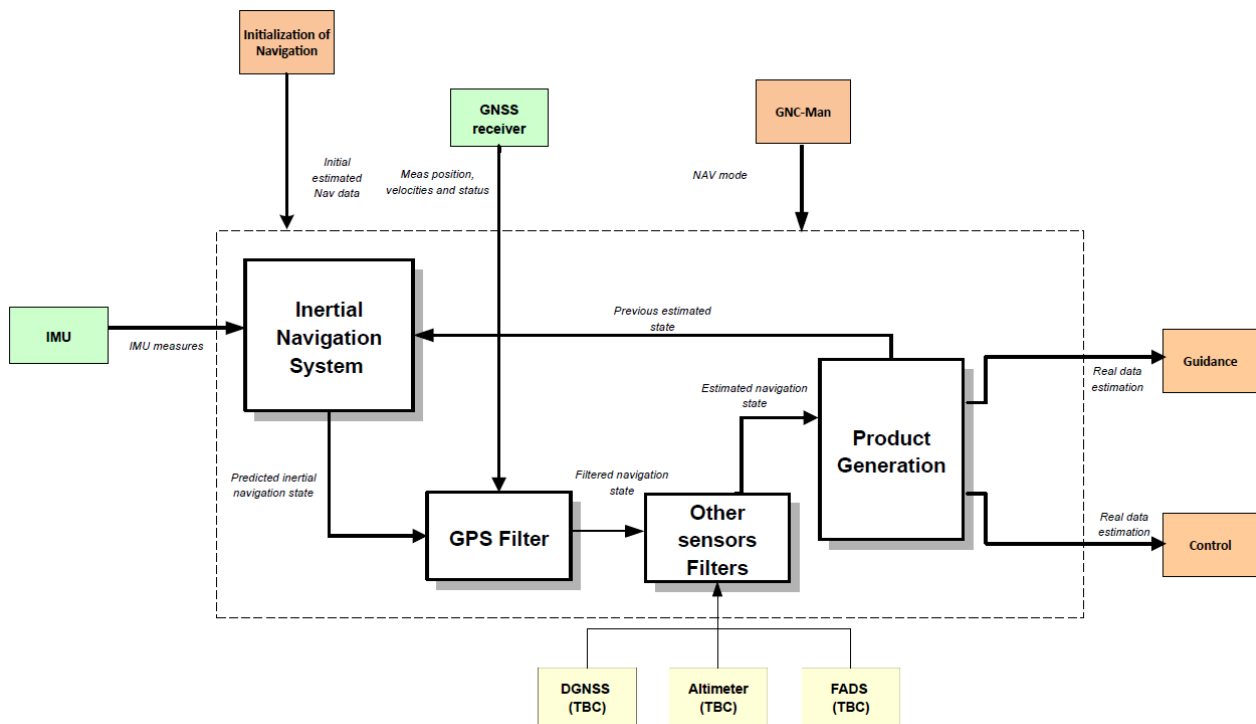 Initialization of
Navigation
GNSS
receiver
GNC-Man
Initial
estimated
Nav data
Meas position,
velocities and status
NAV mode
Inertial
Navigation
System
IMU
IMU measures
Previous estimated
state
Guidance
Real data
estimation
Estimated navigation
state
Product
Generation
Predicted inertial
navigation state
Filtered navigation
state
GPS Filter
Other
sensors
Filters
Real data
estimation
Control
DGNSS
(TBC)
Altimeter
(TBC)
FADS
(TBC)